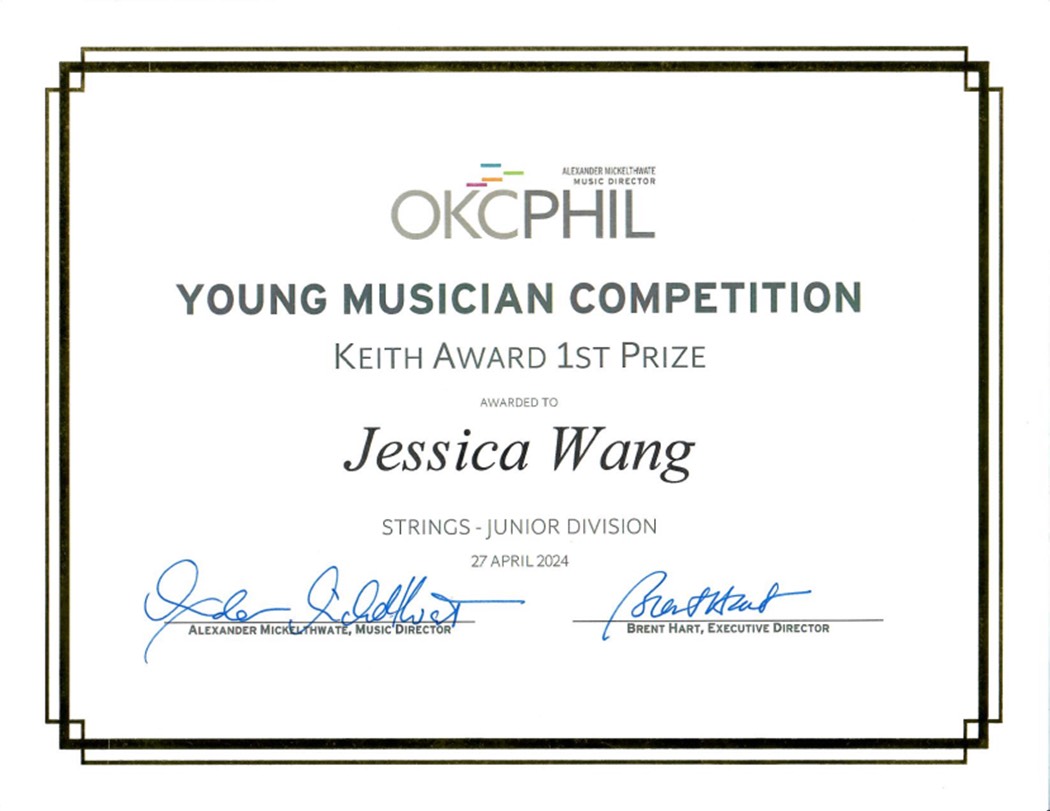 ALEXANDER MICKELTHWATE
MUSIC DIRECTOR
OKCPHIL
YOUNG MUSICIAN COMPETITION
KEITH AWARD 1ST PRIZE
AWARDED TO
Jessica Wang
STRINGS - JUNIOR DIVISION
27 APRIL 2024
Alexander Mickelthwate
Brent Hart
ALEXANDER MICKELTHWATE, MUSIC DIRECTOR
BRENT HART, EXECUTIVE DIRECTOR